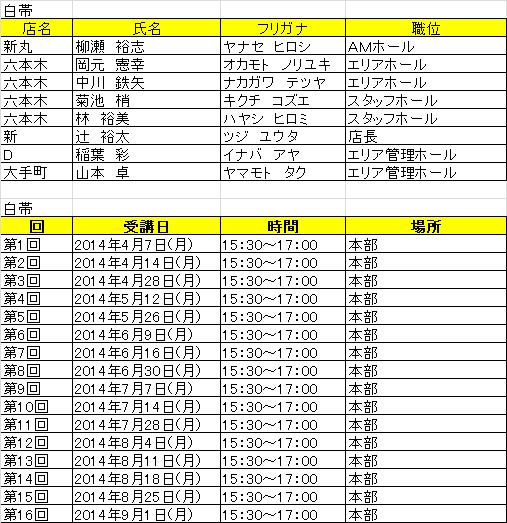 白帯
店名 氏名 フリガナ 職位
新丸 柳瀬 裕志 ヤナセ ヒロシ AMホール
六本木 岡元 憲幸 オカモト ノリユキ エリアホール
六本木 中川 鉄矢 ナカガワ テツヤ エリアホール
六本木 菊池 梢 キクチ コズエ スタッフホール
六本木 林 裕美 ハヤシ ヒロミ スタッフホール
新 辻 裕太 ツジ ユウタ 店長
D 稲葉 彩 イナバ アヤ エリア管理ホール
大手町 山本 卓 ヤマモト タク エリア管理ホール
白帯
回 受講日 時間 場所
第1回 2014年4月7日(月) 15:30～17:00 本部
第2回 2014年4月14日(月) 15:30～17:00 本部
第3回 2014年4月28日(月) 15:30～17:00 本部
第4回 2014年5月12日(月) 15:30～17:00 本部
第5回 2014年5月26日(月) 15:30～17:00 本部
第6回 2014年6月9日(月) 15:30～17:00 本部
第7回 2014年6月16日(月) 15:30～17:00 本部
第8回 2014年6月30日(月) 15:30～17:00 本部
第9回 2014年7月7日(月) 15:30～17:00 本部
第10回 2014年7月14日(月) 15:30～17:00 本部
第11回 2014年7月28日(月) 15:30～17:00 本部
第12回 2014年8月4日(月) 15:30～17:00 本部
第13回 2014年8月11日(月) 15:30～17:00 本部
第14回 2014年8月18日(月) 15:30～17:00 本部
第15回 2014年8月25日(月) 15:30～17:00 本部
第16回 2014年9月1日(月) 15:30～17:00 本部